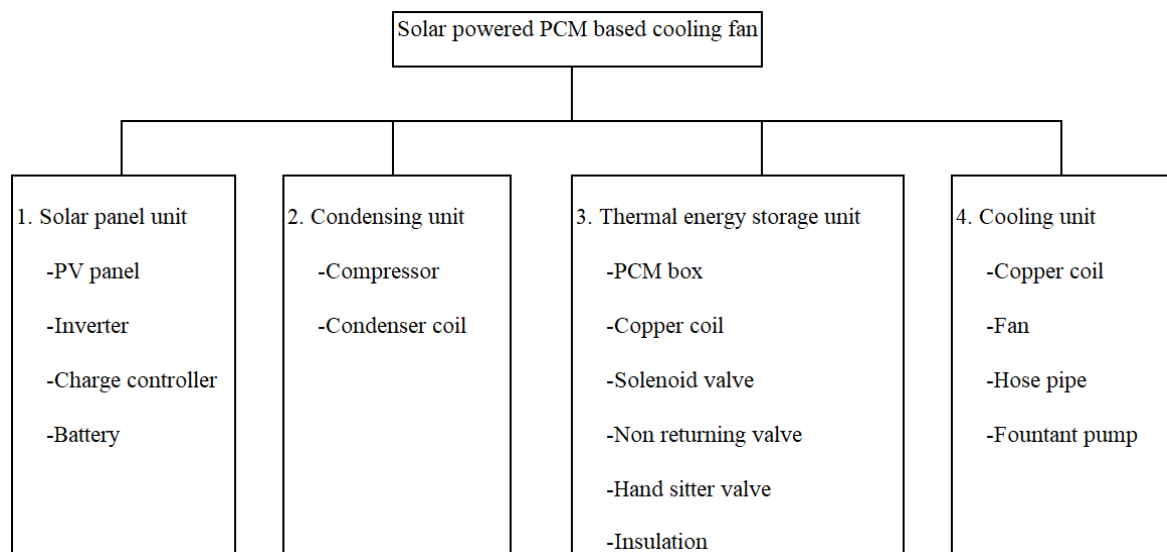 Solar powered PCM based cooling fan
1. Solar panel unit
-PV panel
-Inverter
-Charge controller
-Battery
2. Condensing unit
-Compressor
-Condenser coil
3. Thermal energy storage unit
-PCM box
-Copper coil
-Solenoid valve
-Non returning valve
-Hand sitter valve
-Insulation
4. Cooling unit
-Copper coil
-Fan
-Hose pipe
-Fountant pump